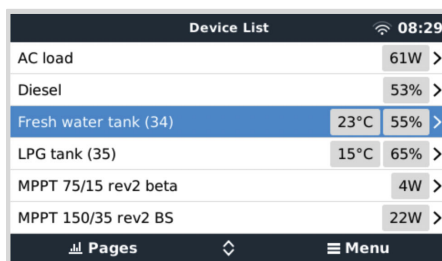 Device List 08:29
AC load 61W
Diesel 53%
Fresh water tank (34) 23°C 55%
LPG tank (35) 15°C 65%
MPPT 75/15 rev2 beta 4W
MPPT 150/35 rev2 BS 22W
Pages Menu